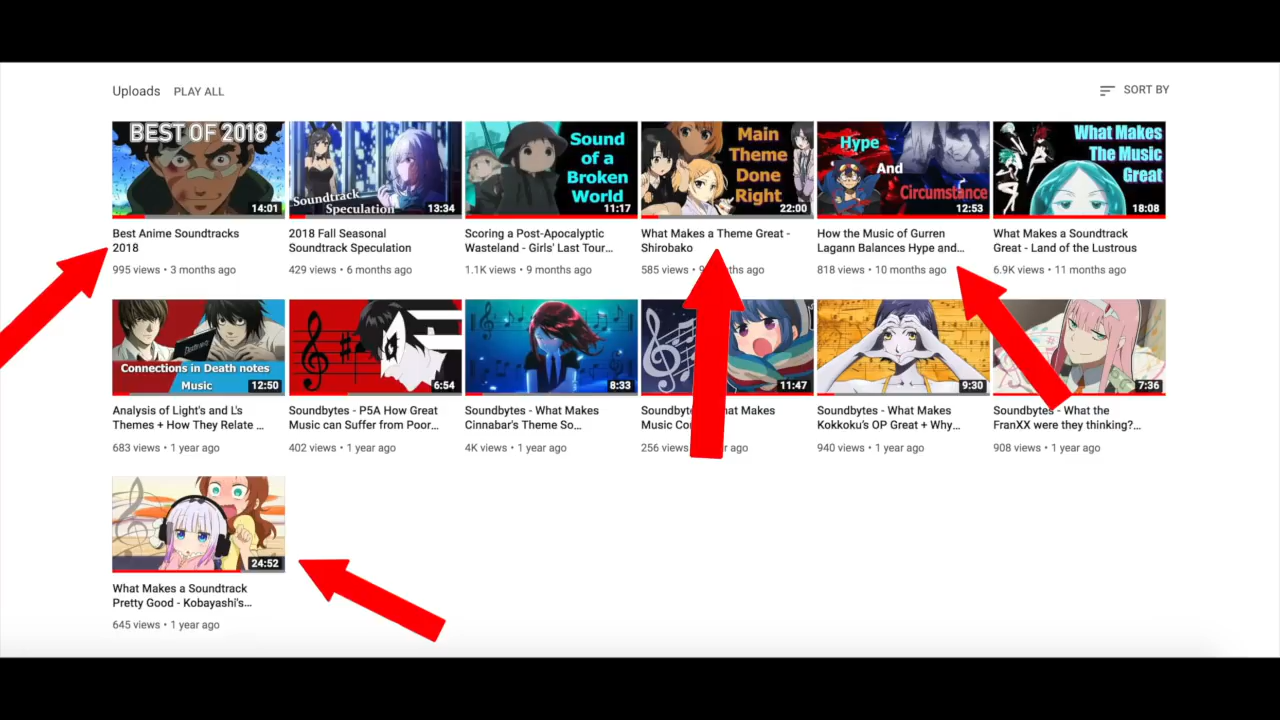 Uploads PLAY ALL SORT BY
BEST OF 2018
14:01
Soundtrack
Speculation
13:34
Sound
of a
Broken
World
11:17
Main
Theme
Done
Right
22:00
Hype
And
Circumstance
12:53
What Makes
The Music
Great
18:08
Best Anime Soundtracks
2018
995 views • 3 months ago
2018 Fall Seasonal
Soundtrack Speculation
429 views • 6 months ago
Scoring a Post-Apocalyptic
Wasteland - Girls' Last Tour...
1.1K views • 9 months ago
What Makes a Theme Great -
Shirobako
585 views • ago
How the Music of Gurren
Lagann Balances Hype and...
818 views • 10 months ago
What Makes a Soundtrack
Great - Land of the Lustrous
6.9K views • 11 months ago
Death note
Connections in Death notes
Music
12:50
6:54
8:33
11:47
9:30
7:36
Analysis of Light's and L's
Themes + How They Relate ...
683 views • 1 year ago
Soundbytes - P5A How Great
Music can Suffer from Poor...
402 views • 1 year ago
Soundbytes - What Makes
Cinnabar's Theme So...
4K views • 1 year ago
Makes
Music
256 views ago
Soundbytes - What Makes
Kokkoku's OP Great + Why...
940 views • 1 year ago
Soundbytes - What the
FranXX were they thinking?...
908 views • 1 year ago
24:52
What Makes a Soundtrack
Pretty Good - Kobayashi's...
645 views • 1 year ago